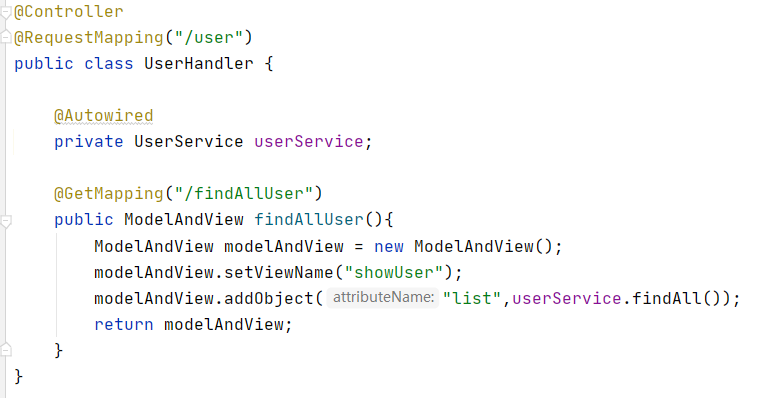 @Controller
@RequestMapping("/user")
public class UserHandler {
@Autowired
private UserService userService;
@GetMapping("/findAllUser")
public ModelAndView findAllUser(){
ModelAndView modelAndView = new ModelAndView();
modelAndView.setViewName("showUser");
modelAndView.addObject( attributeName: "list",userService.findAll());
return modelAndView;
}
}